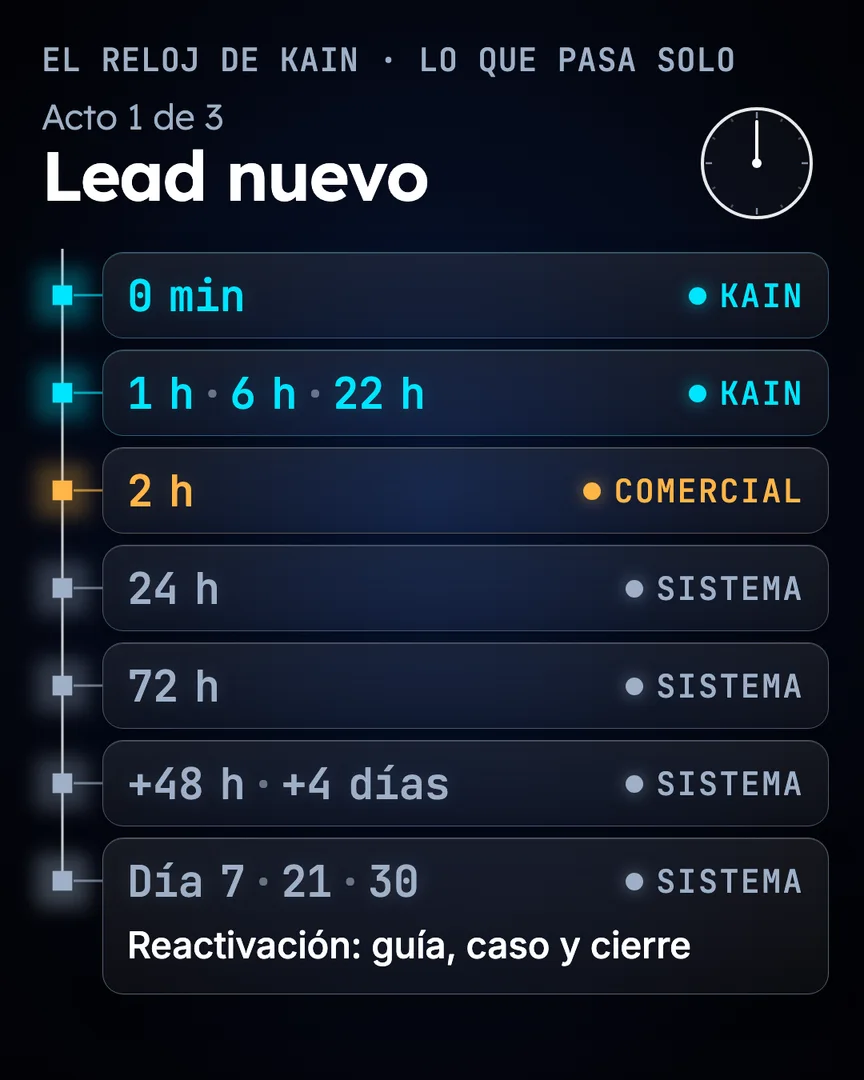 EL RELOJ DE KAIN · LO QUE PASA SOLO
Acto 1 de 3
Lead nuevo
0 min KAIN
1 h · 6 h · 22 h KAIN
2 h COMERCIAL
24 h SISTEMA
72 h SISTEMA
+48 h · +4 días SISTEMA
Día 7 · 21 · 30 SISTEMA
Reactivación: guía, caso y cierre